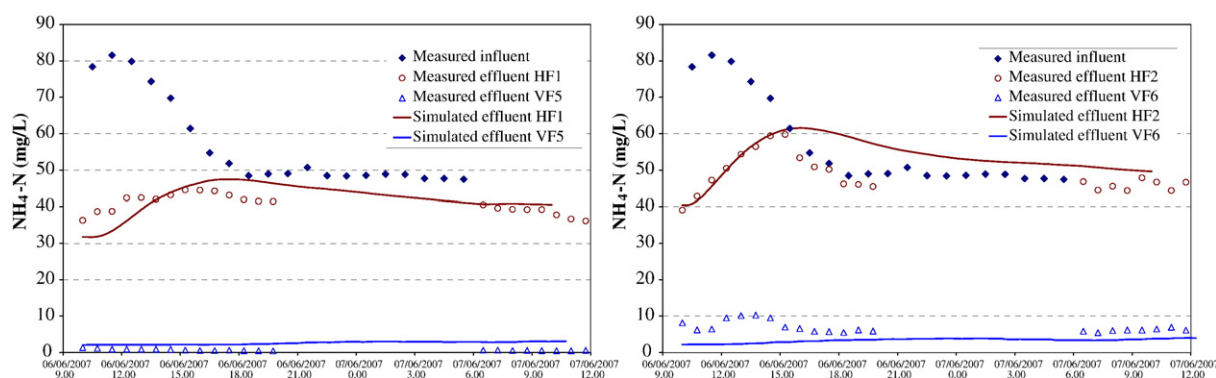 90
80
70
60
50
40
30
20
10
0
NH₄-N (mg/L)
Measured influent
Measured effluent HF1
Measured effluent VF5
Simulated effluent HF1
Simulated effluent VF5
06/06/2007 06/06/2007 06/06/2007 06/06/2007 06/06/2007 07/06/2007 07/06/2007 07/06/2007 07/06/2007 07/06/2007
9.00 12.00 15.00 18.00 21.00 0.00 3.00 6.00 9.00 12.00
90
80
70
60
50
40
30
20
10
0
NH₄-N (mg/L)
Measured influent
Measured effluent HF2
Measured effluent VF6
Simulated effluent HF2
Simulated effluent VF6
06/06/2007 06/06/2007 06/06/2007 06/06/2007 06/06/2007 07/06/2007 07/06/2007 07/06/2007 07/06/2007 07/06/2007
9.00 12.00 15.00 18.00 21.00 0.00 3.00 6.00 9.00 12.00